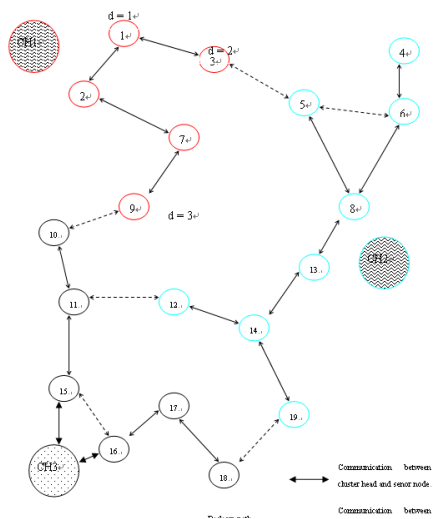 d = 1
CH1
1
d = 2
3
4
2
5
6
7
9
d = 3
8
10
CH2
13
11
12
14
15
17
19
16
CH3
18
Communication between
cluster head and senor node.
Communication between